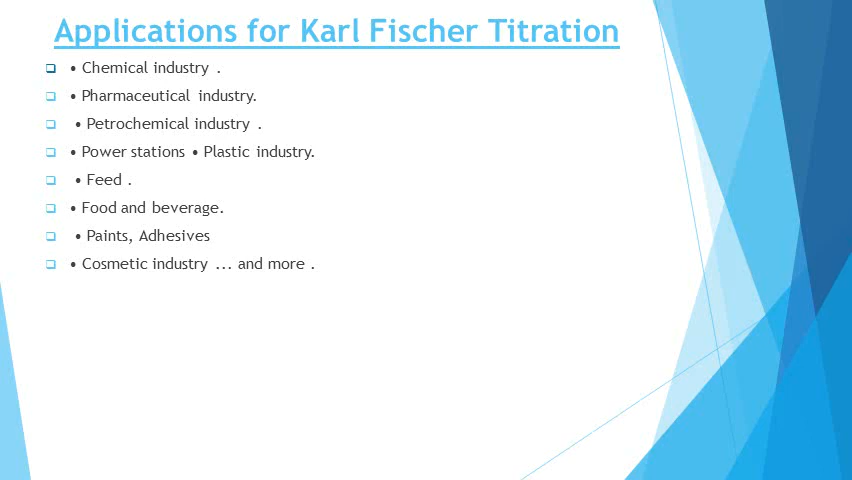 Applications for Karl Fischer Titration
❑ • Chemical industry .
❑ • Pharmaceutical industry.
❑ • Petrochemical industry .
❑ • Power stations • Plastic industry.
❑ • Feed .
❑ • Food and beverage.
❑ • Paints, Adhesives
❑ • Cosmetic industry ... and more .